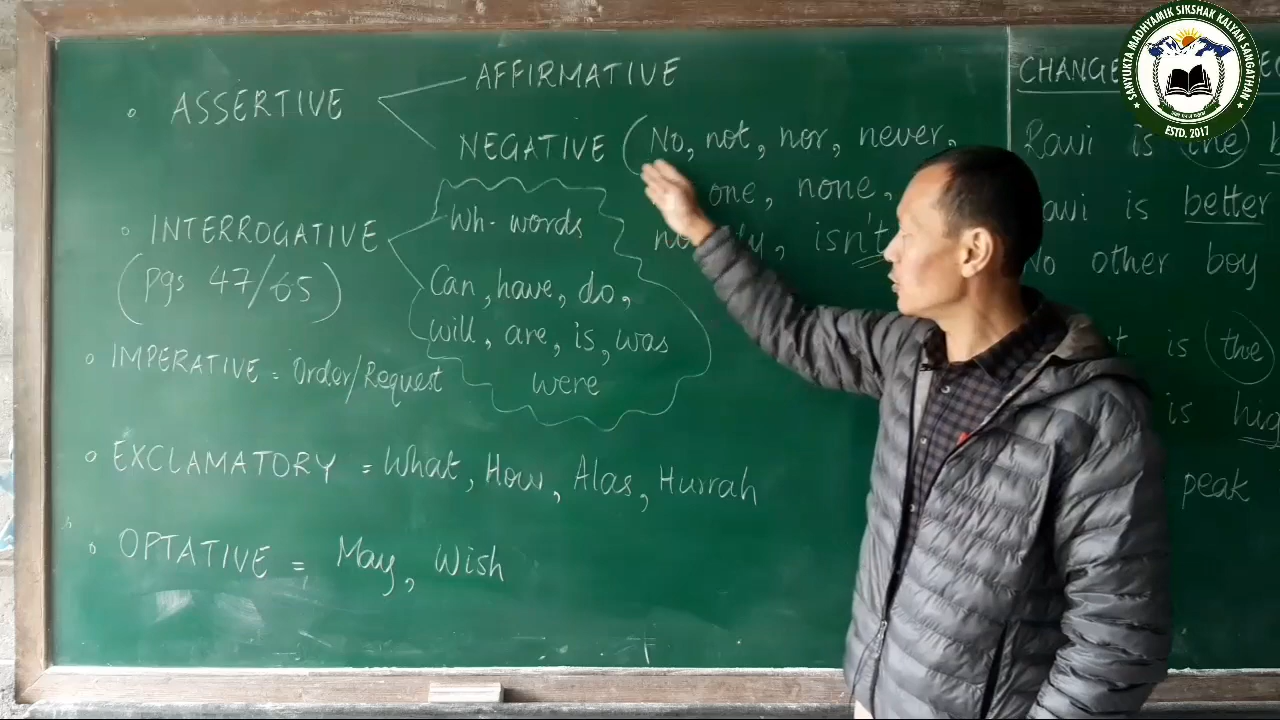 • ASSERTIVE
AFFIRMATIVE
NEGATIVE (No, not, nor, never,
one, none,
isn't
• INTERROGATIVE
(Pgs 47/65)
Wh- words
Can, have, do,
will, are, is, was
were
• IMPERATIVE = Order/Request
• EXCLAMATORY = What, How, Alas, Hurrah
• OPTATIVE = May, Wish
CHANGE
Ravi is (the)
is better
No other boy
is (the)
is
peak
SANYUKTA MADHYAMIK SIKSHAK KALYAN SANGATHAN
ESTD. 2017